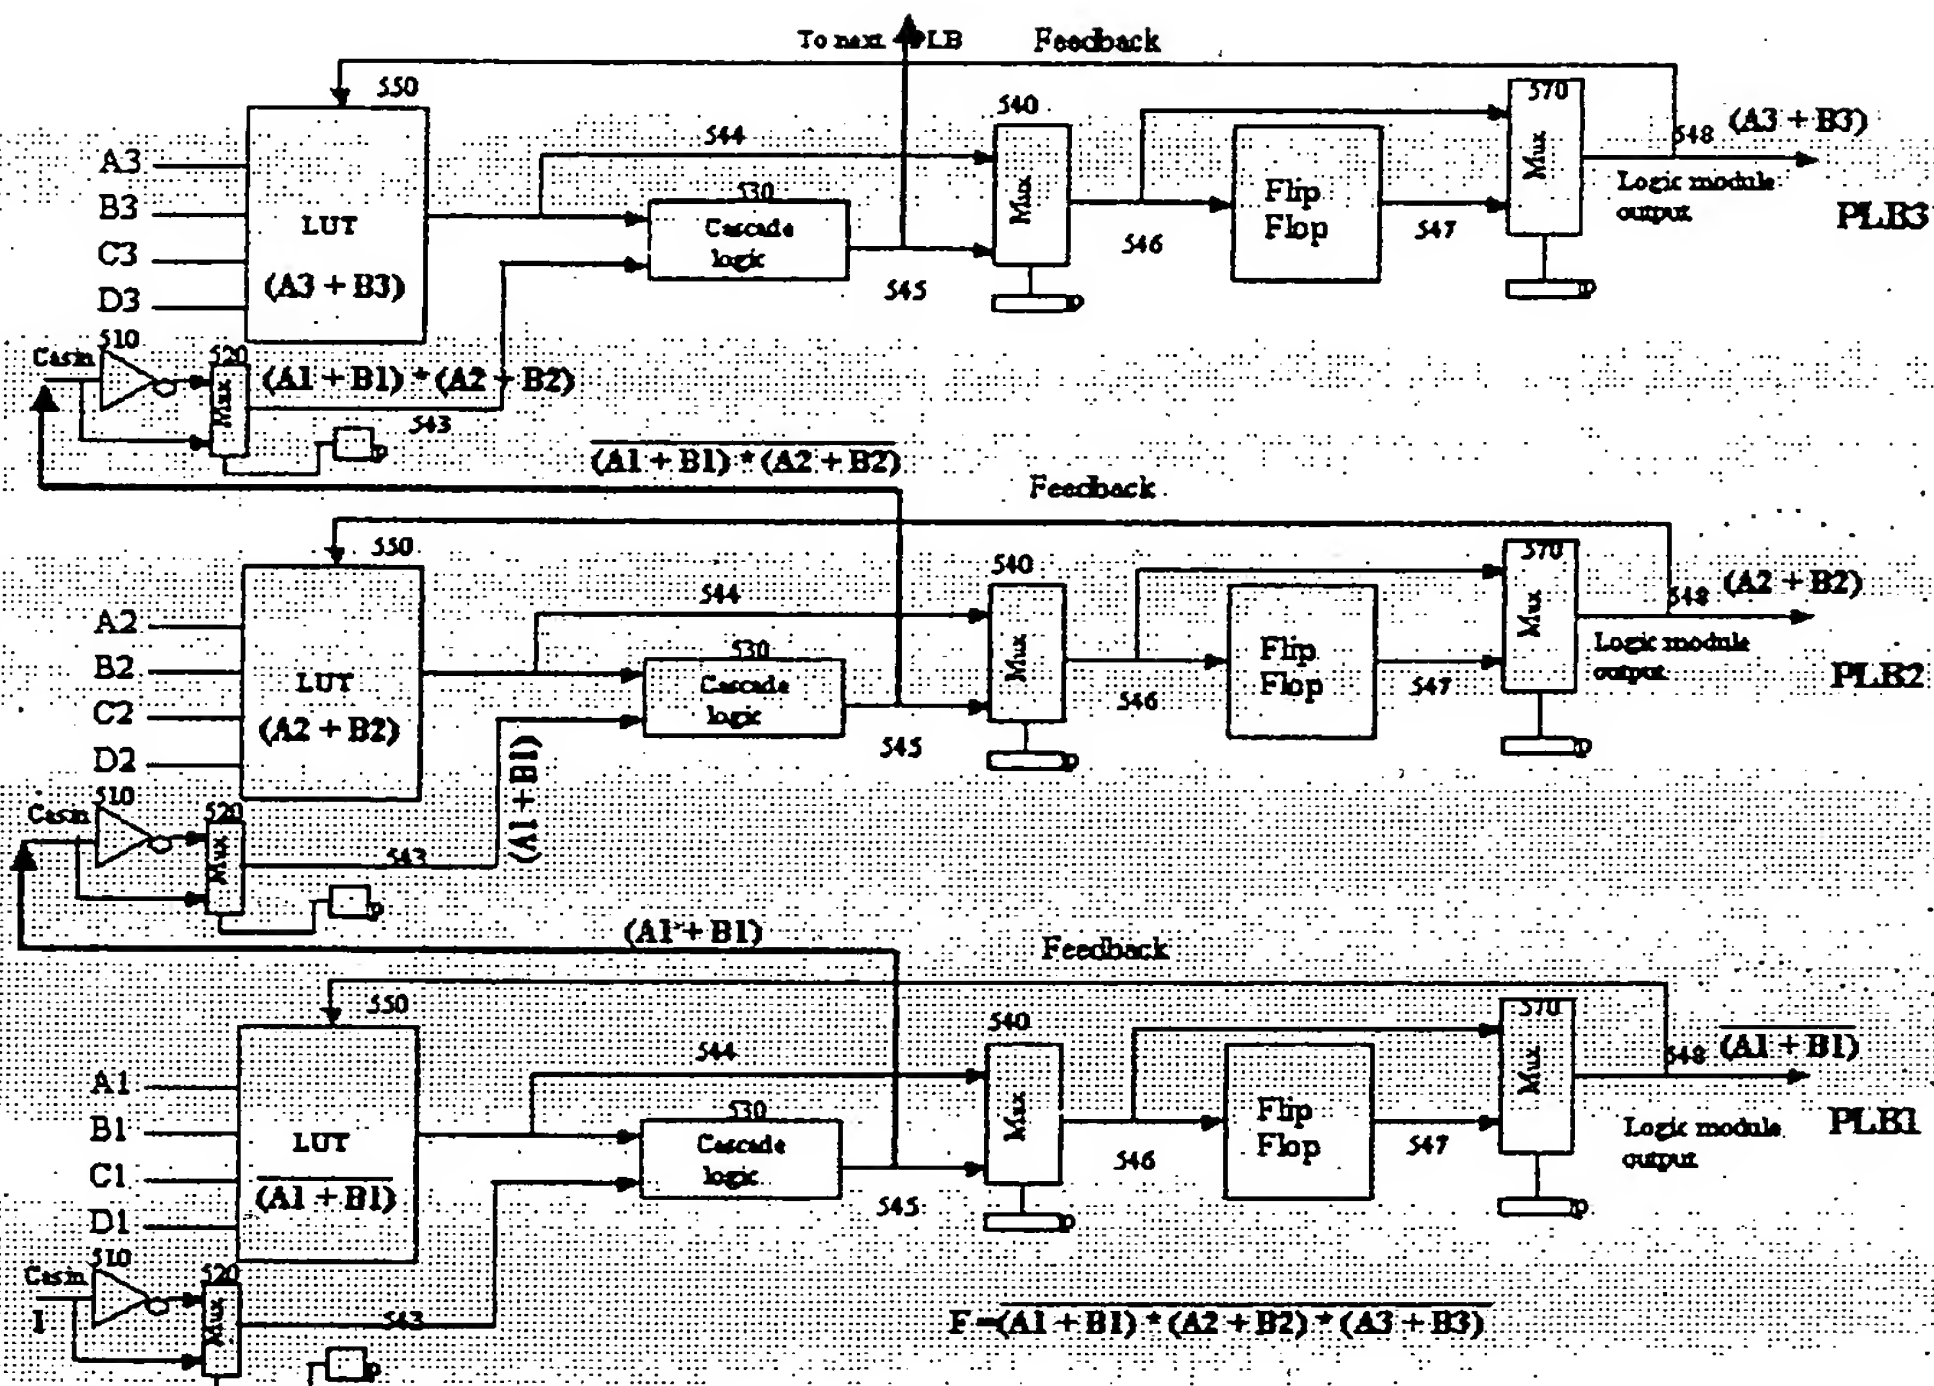 To next PLB
Feedback
550
A3
B3
C3
D3
LUT
(A3 + B3)
544
530
Cascade
logic
545
540
Mux
P
546
Flip
Flop
547
570
Mux
P
548
(A3 + B3)
Logic module
output
PLB3
Casin
510
520
Mux
(A1 + B1) * (A2 + B2)
543
P
(A1 + B1) * (A2 + B2)
Feedback
550
A2
B2
C2
D2
LUT
(A2 + B2)
544
530
Cascade
logic
545
540
Mux
P
546
Flip
Flop
547
570
Mux
P
548
(A2 + B2)
Logic module
output
PLB2
Casin
510
520
Mux
543
(A1 + B1)
P
(A1 + B1)
Feedback
550
A1
B1
C1
D1
LUT
(A1 + B1)
544
530
Cascade
logic
545
540
Mux
P
546
Flip
Flop
547
570
Mux
P
548
(A1 + B1)
Logic module
output
PLB1
Casin
1
510
520
Mux
543
P
F=(A1 + B1) * (A2 + B2) * (A3 + B3)